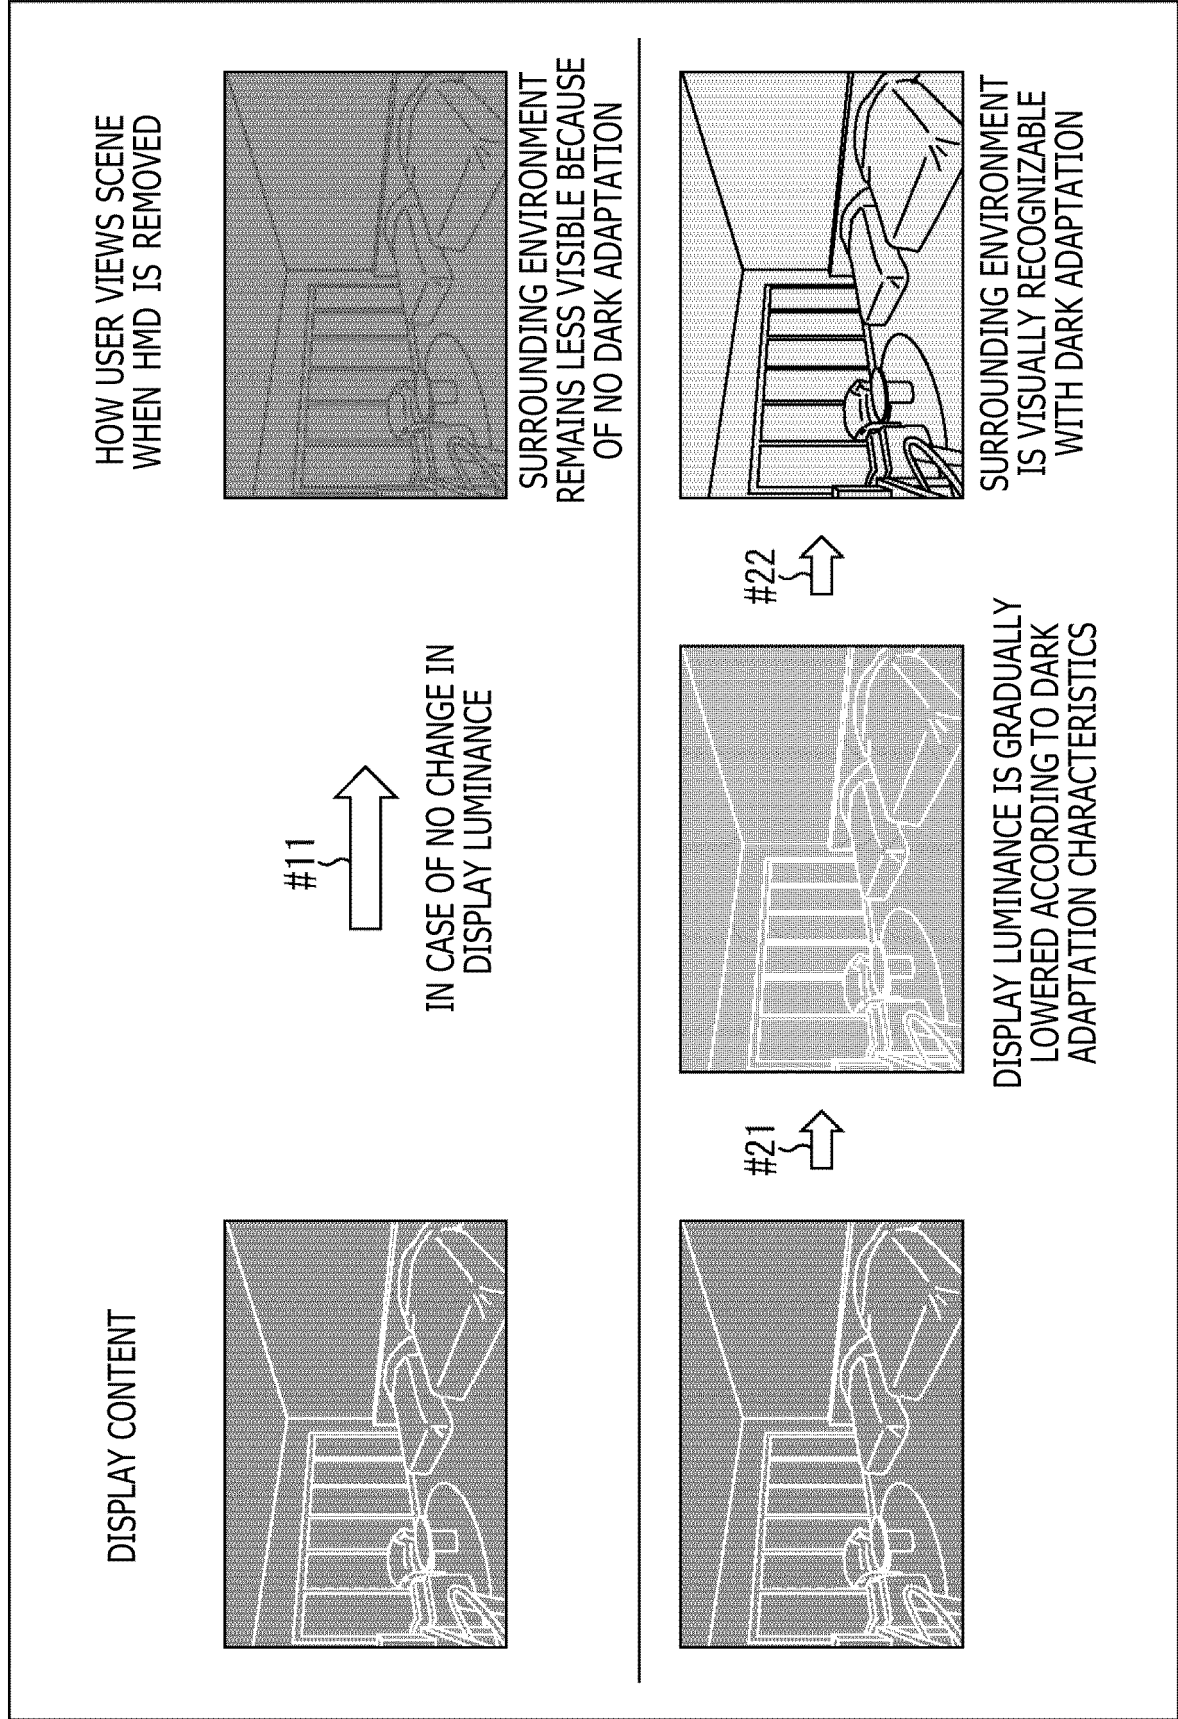 DISPLAY CONTENT
HOW USER VIEWS SCENE
WHEN HMD IS REMOVED
#11
IN CASE OF NO CHANGE IN
DISPLAY LUMINANCE
SURROUNDING ENVIRONMENT
REMAINS LESS VISIBLE BECAUSE
OF NO DARK ADAPTATION
#21
#22
DISPLAY LUMINANCE IS GRADUALLY
LOWERED ACCORDING TO DARK
ADAPTATION CHARACTERISTICS
SURROUNDING ENVIRONMENT
IS VISUALLY RECOGNIZABLE
WITH DARK ADAPTATION